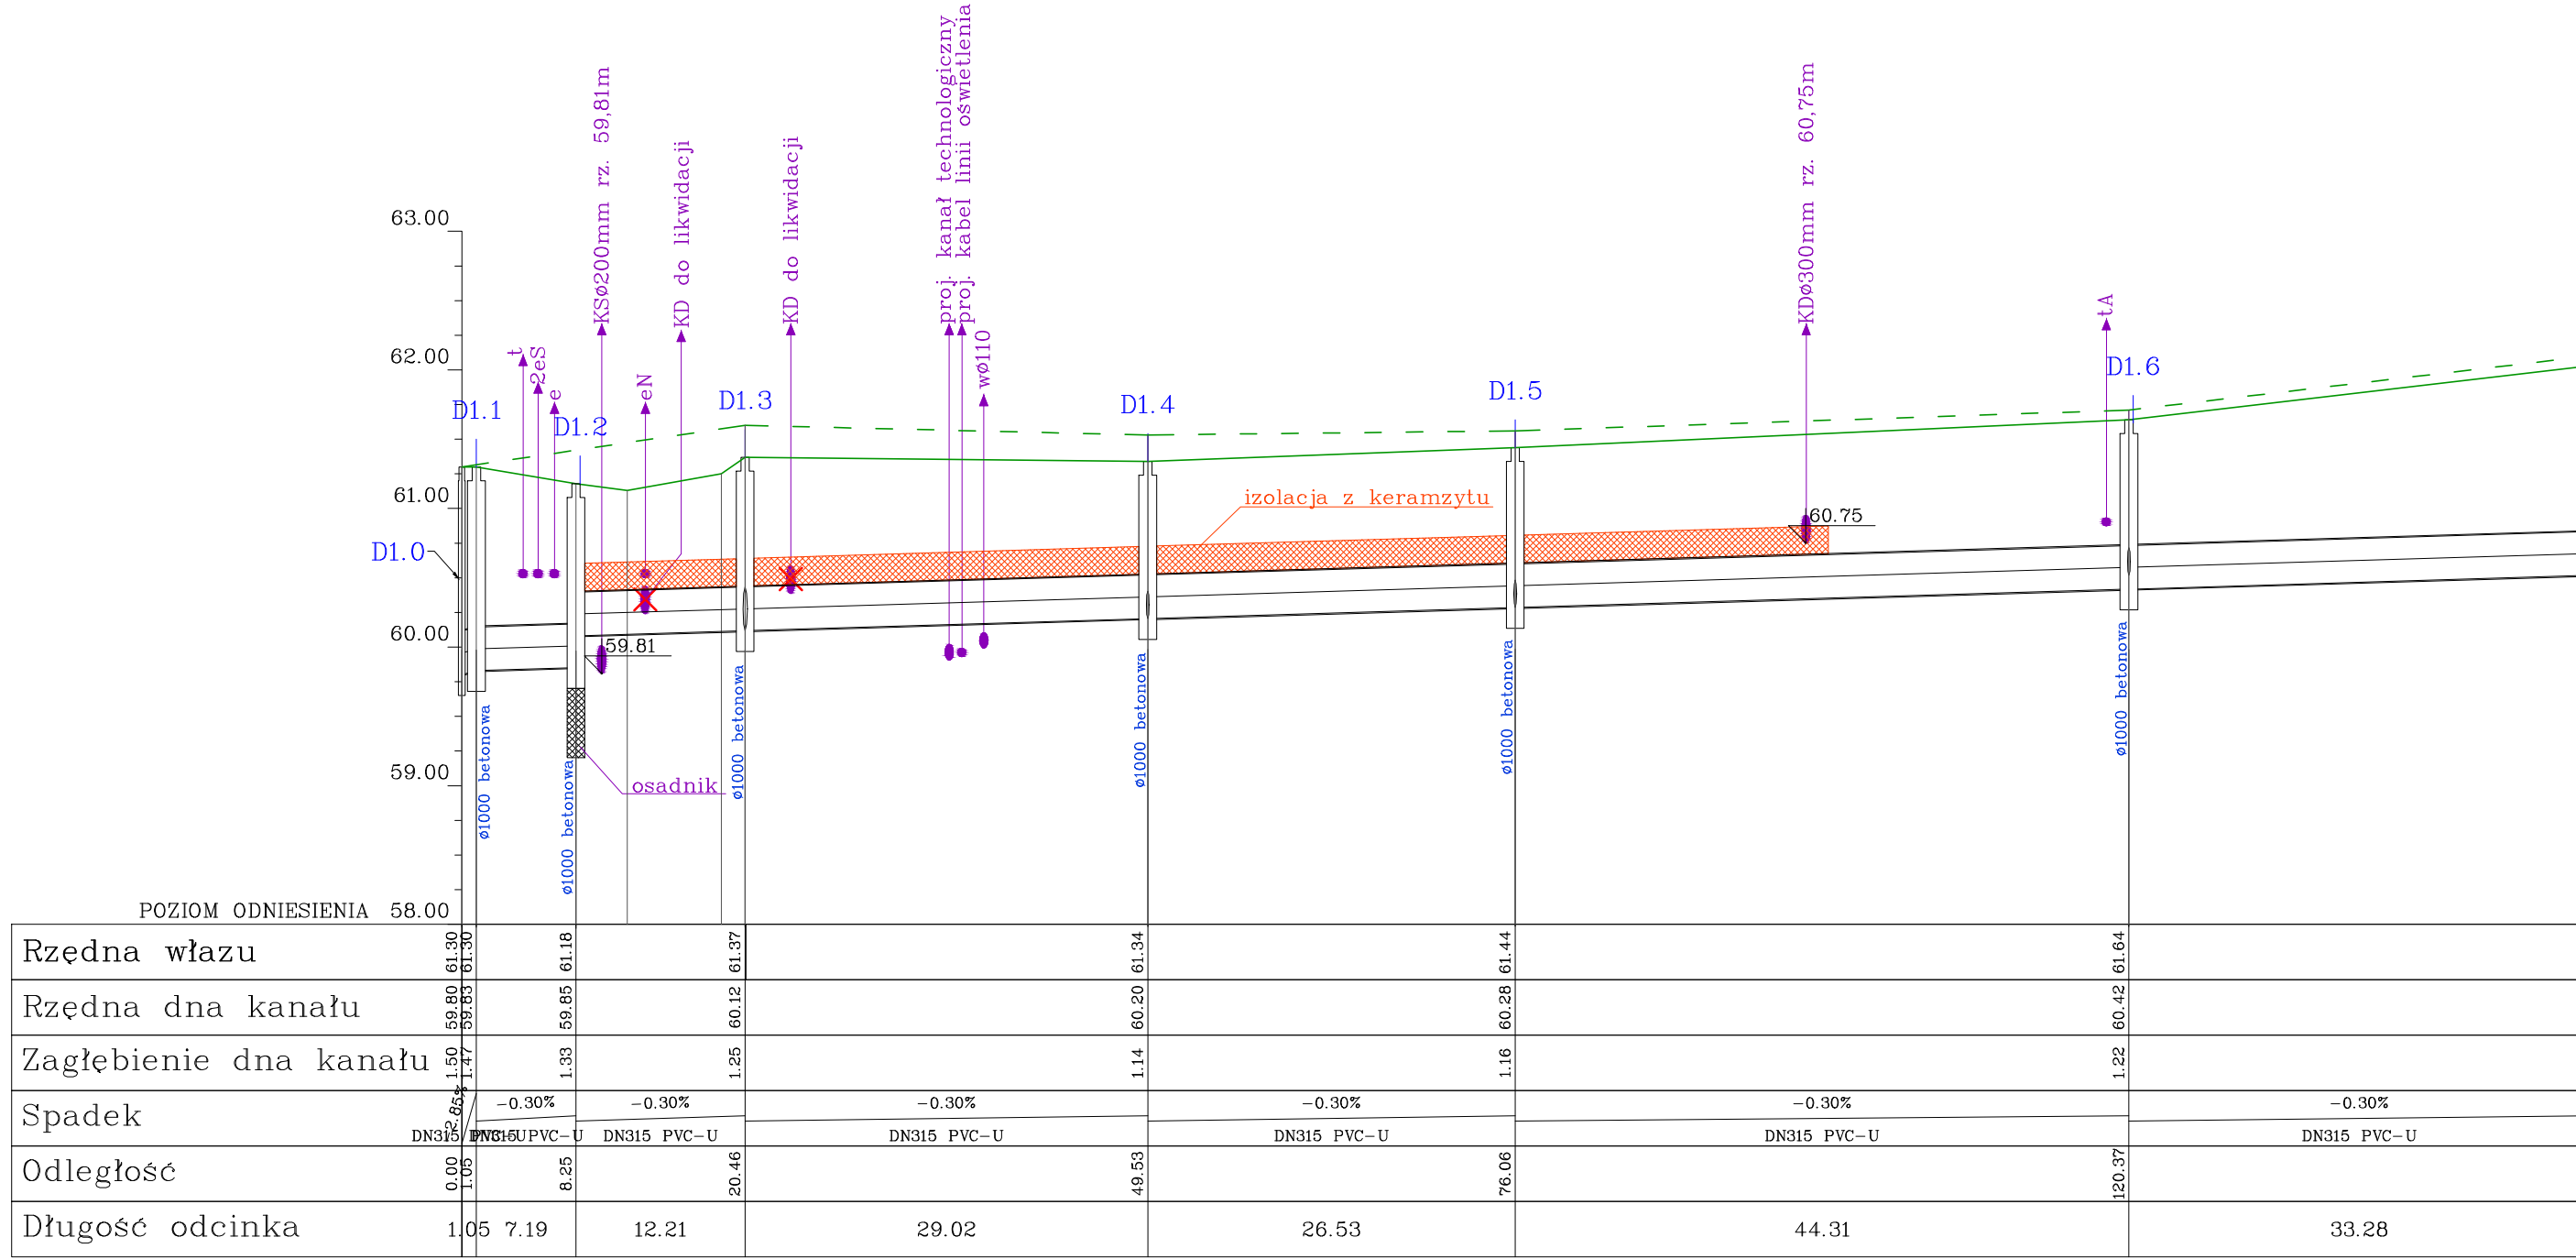 KSø200mm rz. 59,81m
KD do likwidacji
KD do likwidacji
proj. kanał technologiczny
proj. kabel linii oświetlenia
KDø300mm rz. 60,75m
63.00
62.00
61.00
60.00
59.00
POZIOM ODNIESIENIA 58.00
t
2eS
e
eN
wø110
tA
D1.0
D1.1
D1.2
D1.3
D1.4
D1.5
D1.6
izolacja z keramzytu
60.75
59.81
osadnik
ø1000 betonowa
ø1000 betonowa
ø1000 betonowa
ø1000 betonowa
ø1000 betonowa
ø1000 betonowa
Rzędna włazu 61.30 61.30 61.18 61.37 61.34 61.44 61.64
Rzędna dna kanału 59.80 59.83 59.85 60.12 60.20 60.28 60.42
Zagłębienie dna kanału 1.50 1.47 1.33 1.25 1.14 1.16 1.22
Spadek -2.85% -0.30% -0.30% -0.30% -0.30% -0.30% -0.30%
DN315 PVC-U DN315 PVC-U DN315 PVC-U DN315 PVC-U DN315 PVC-U DN315 PVC-U DN315 PVC-U
Odległość 0.00 1.05 8.25 20.46 49.53 76.06 120.37
Długość odcinka 1.05 7.19 12.21 29.02 26.53 44.31 33.28